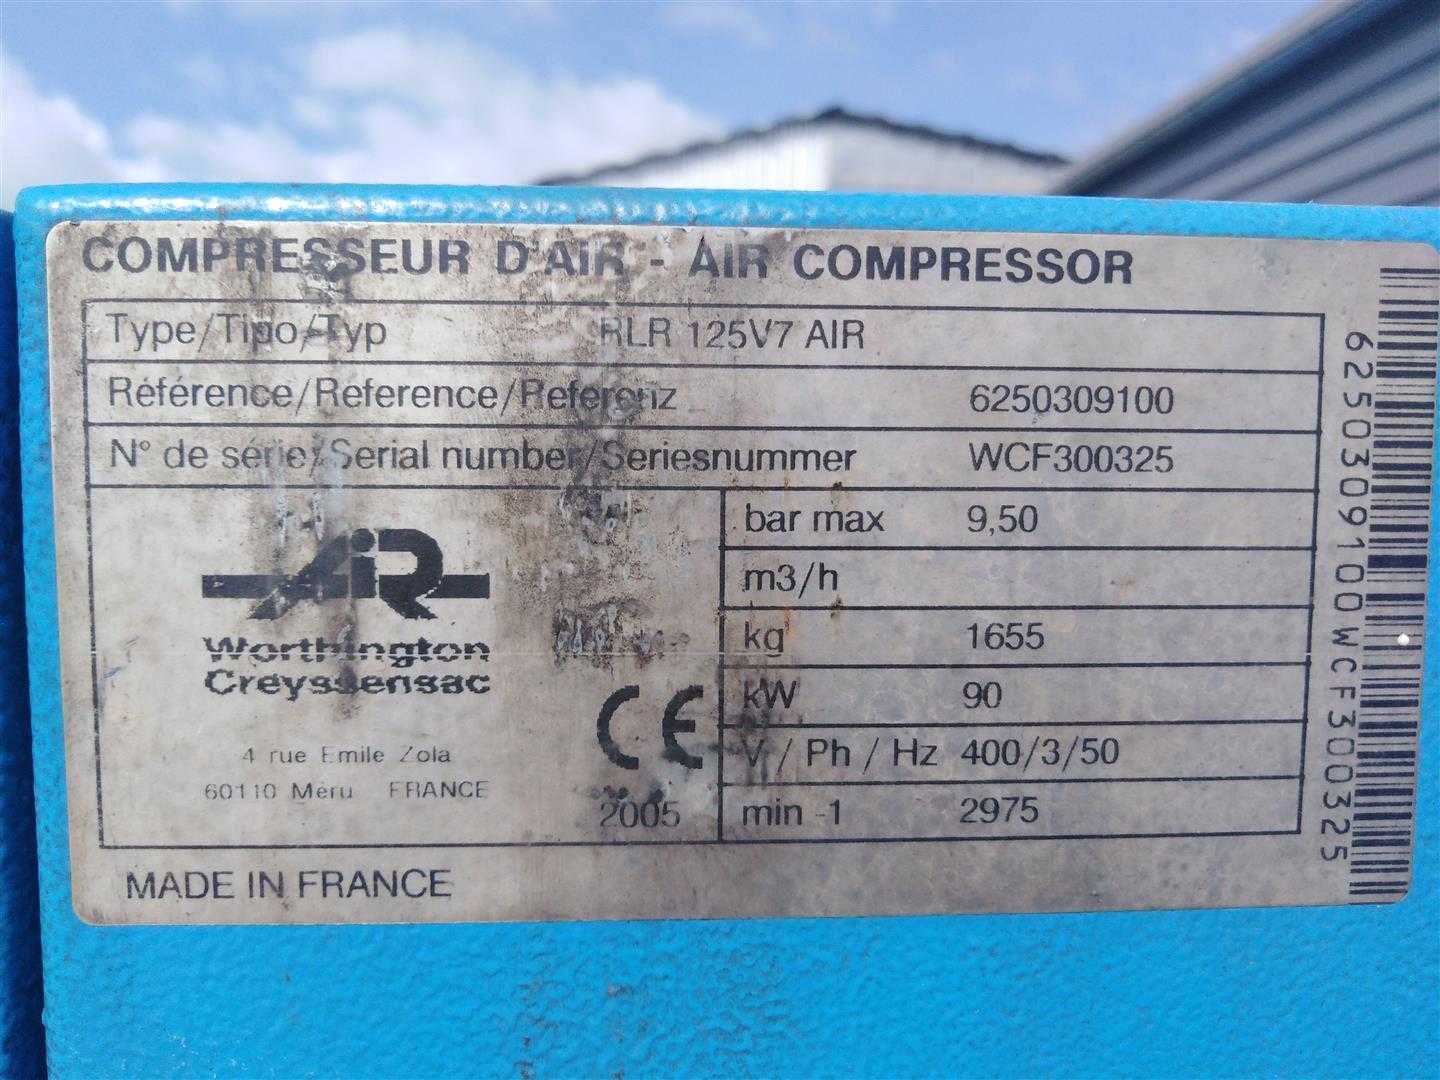 COMPRESSEUR D'AIR - AIR COMPRESSOR
Type/Tipo/Typ RLR 125V7 AIR
Référence/Reference/Referenz 6250309100
N° de série/Serial number/Seriesnummer WCF300325
bar max 9,50
m3/h
kg 1655
kW 90
V / Ph / Hz 400/3/50
min -1 2975
AiR
Worthington
Creyssensac
4 rue Emile Zola
60110 Méru FRANCE
CE
2005
MADE IN FRANCE
6250309100WCF300325